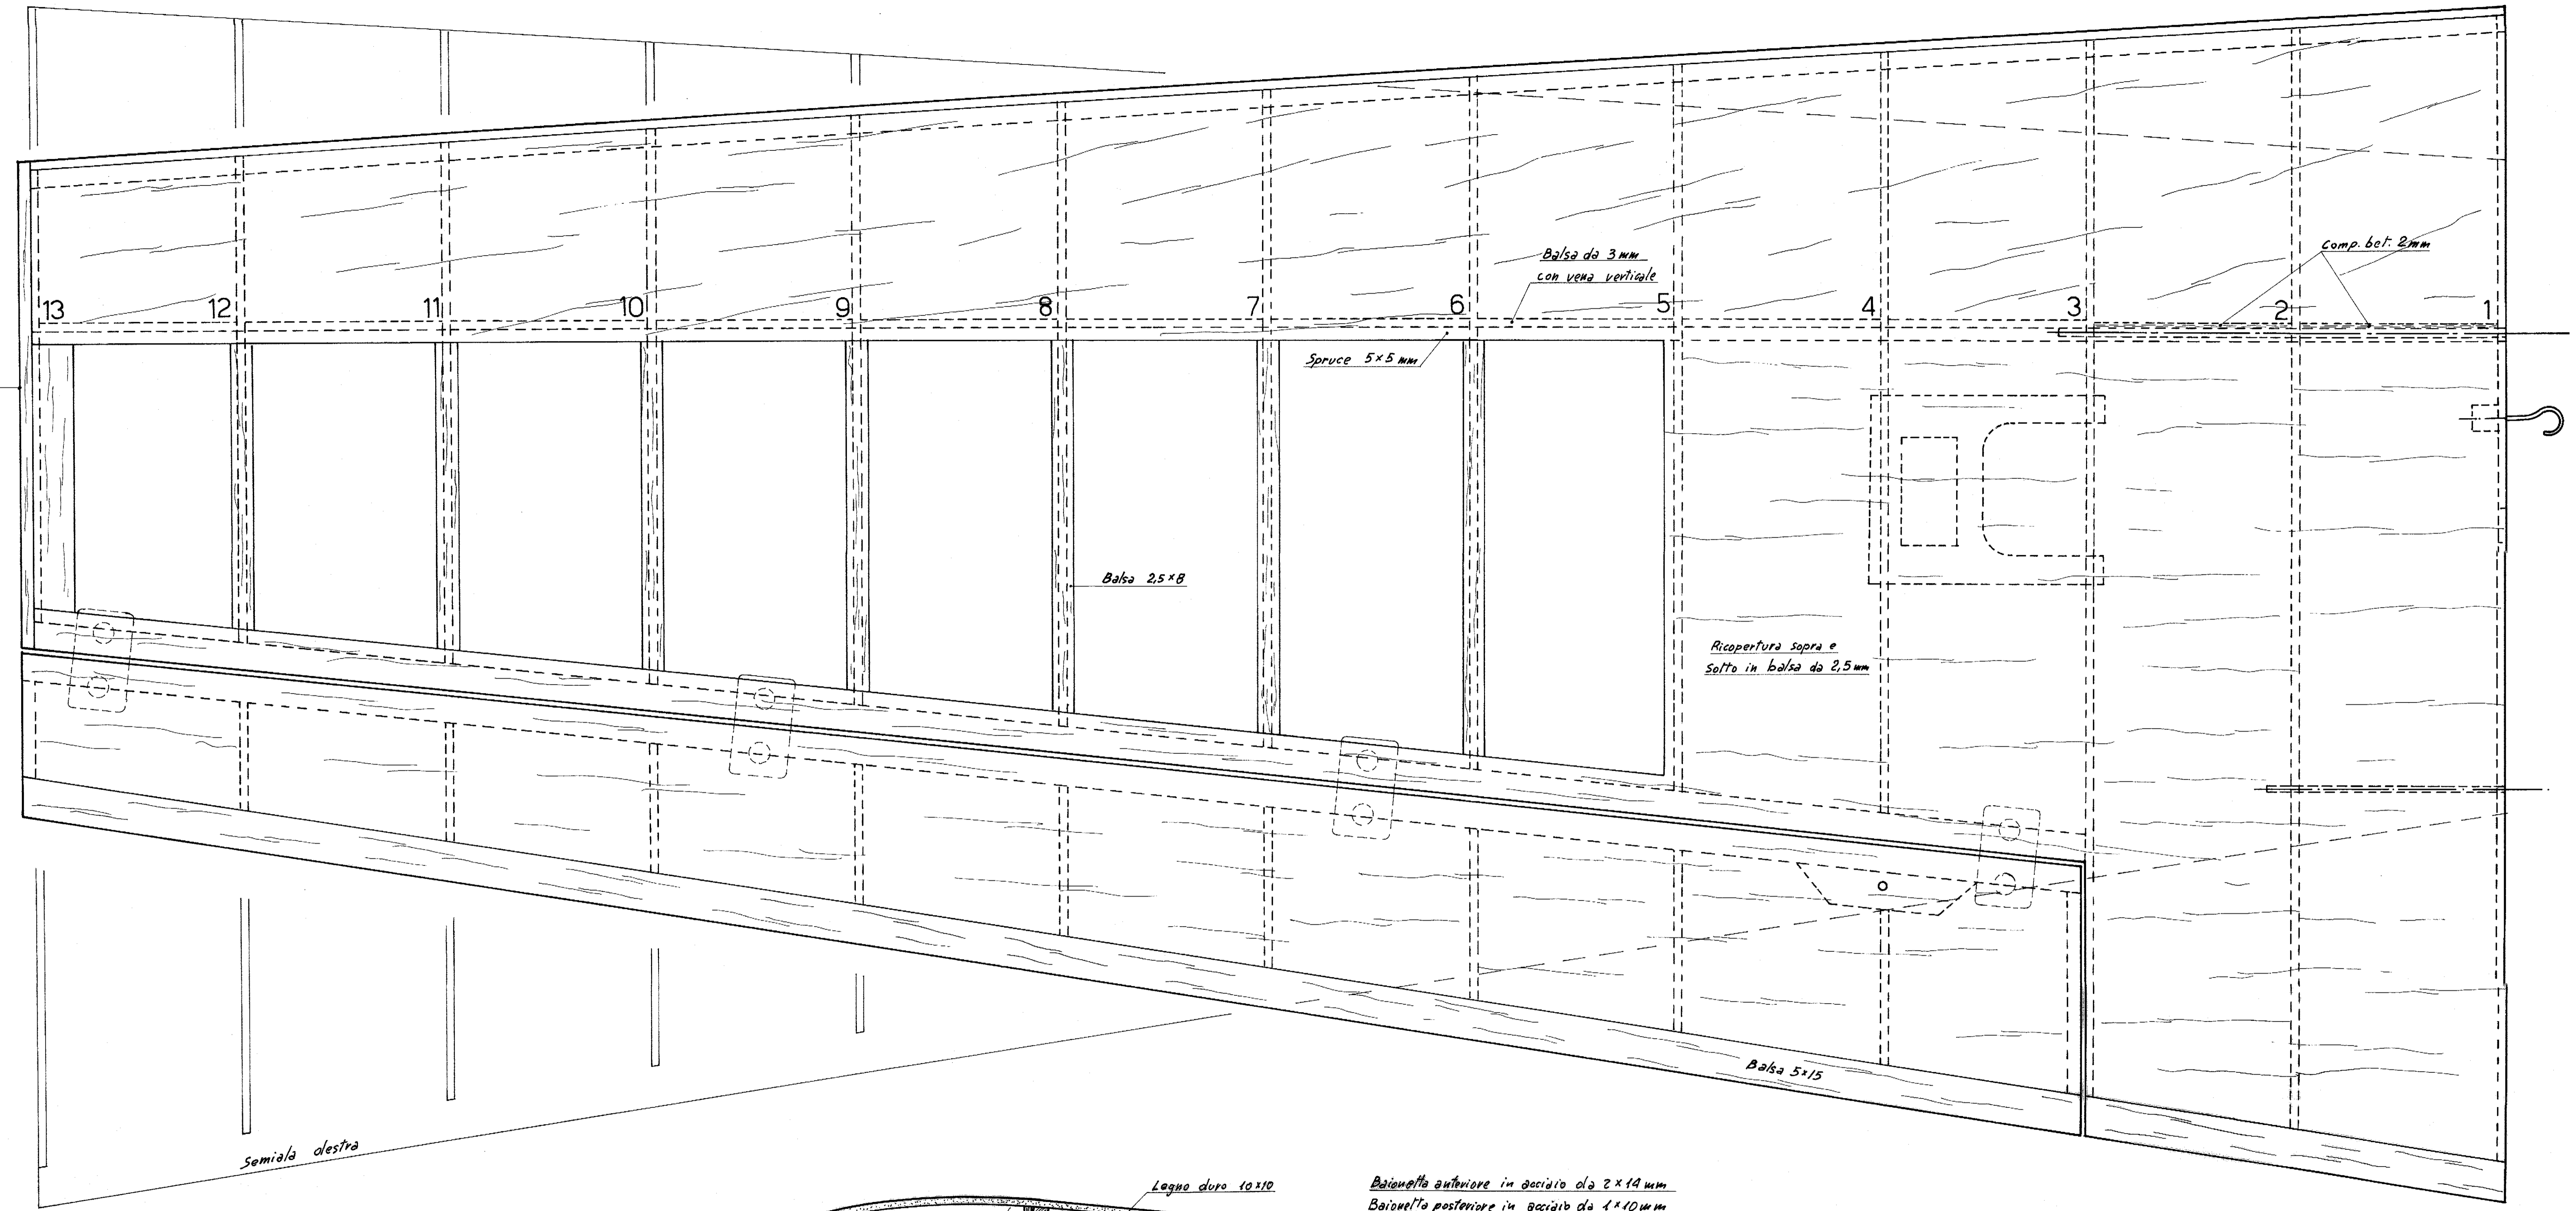 Balsa da 3 mm
con vena verticale
Comp. bet. 2mm
13 12 11 10 9 8 7 6 5 4 3 2 1
Spruce 5×5 mm
Balsa 2,5×8
Ricopertura sopra e
Sotto in balsa da 2,5 mm
Balsa 5×15
Semiala destra
Legno duro 10×10
Baionetta anteriore in acciaio da 2×14 mm
Baionetta posteriore in acciaio da 1×10 mm